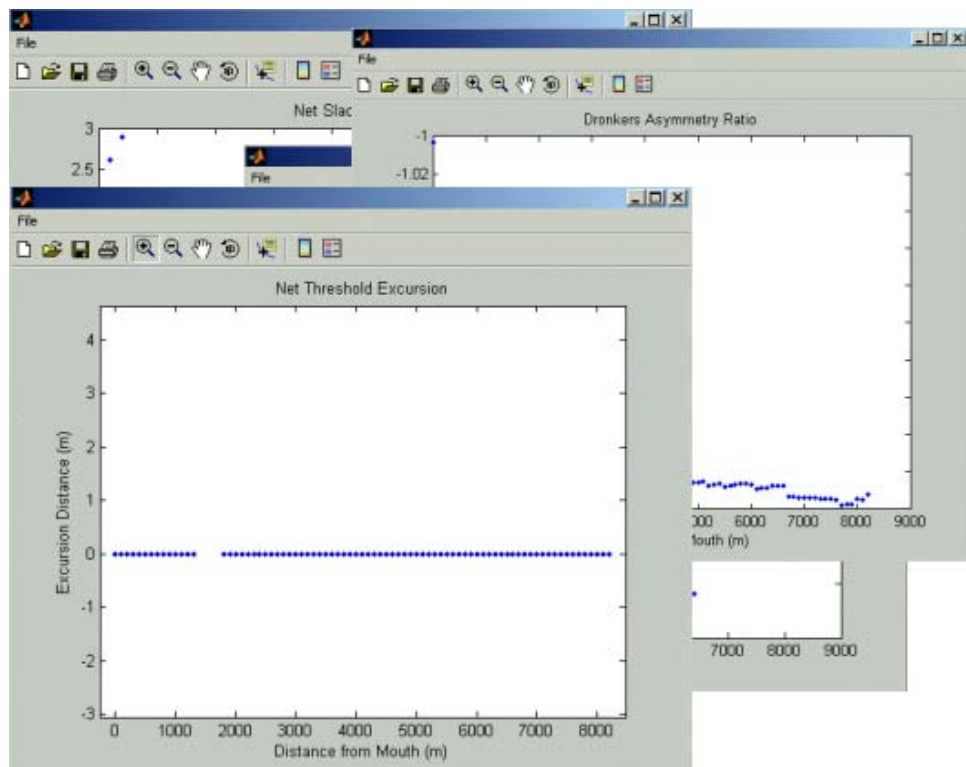 File
Net Slac
3
2.5
File
Dronkers Asymmetry Ratio
-1
-1.02
6000 7000 8000 9000
Mouth (m)
File
7000 8000 9000
File
Net Threshold Excursion
4
3
2
1
0
-1
-2
-3
Excursion Distance (m)
0 1000 2000 3000 4000 5000 6000 7000 8000
Distance from Mouth (m)